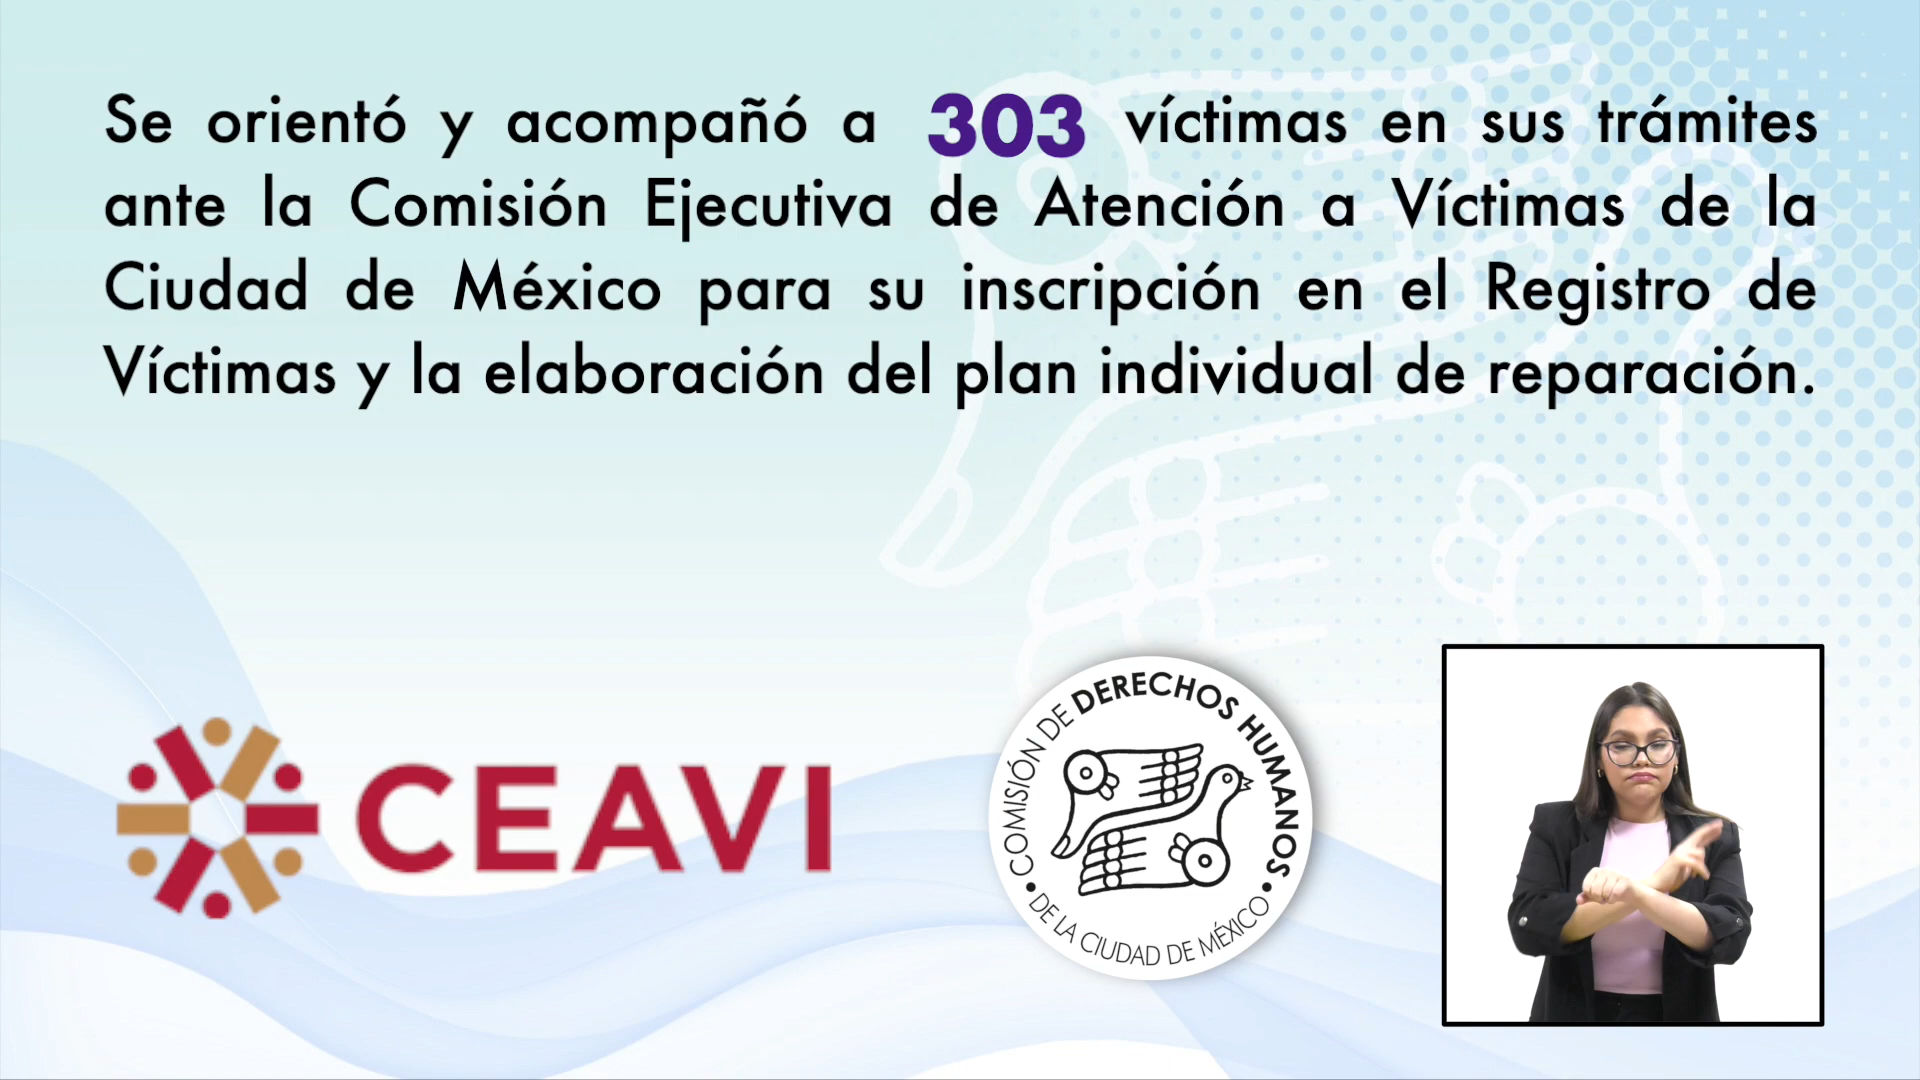 Se orientó y acompañó a 303 víctimas en sus trámites
ante la Comisión Ejecutiva de Atención a Víctimas de la
Ciudad de México para su inscripción en el Registro de
Víctimas y la elaboración del plan individual de reparación.
CEAVI
COMISIÓN DE DERECHOS HUMANOS
DE LA CIUDAD DE MÉXICO